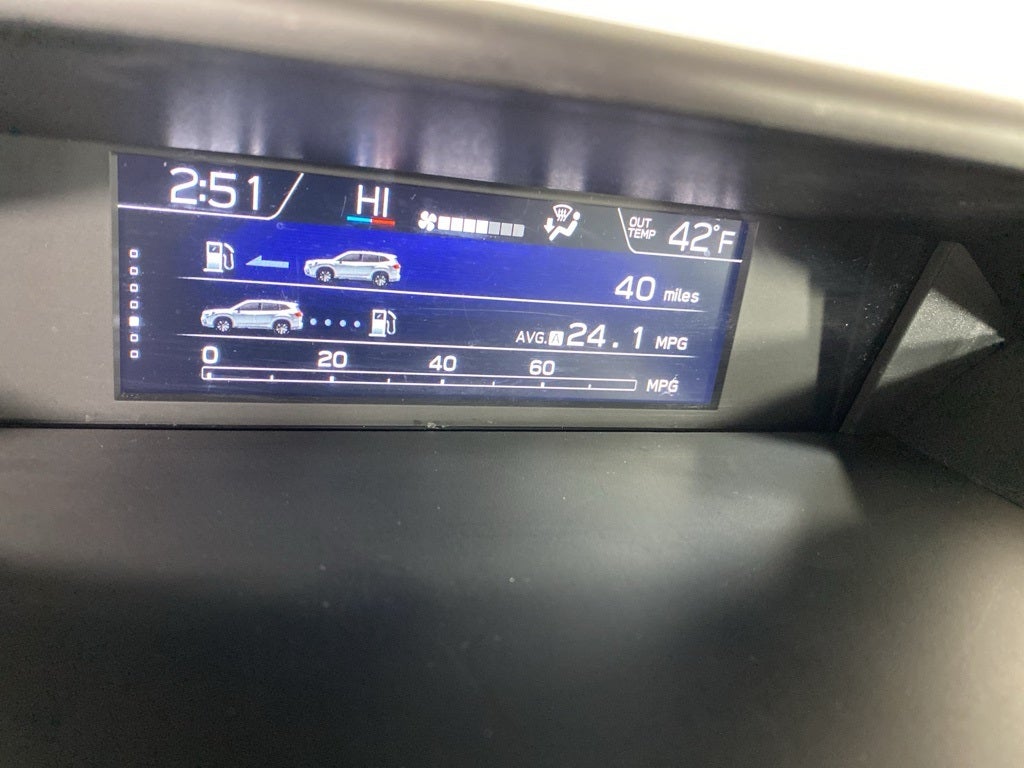 2:51 HI OUT TEMP 42°F
40 miles
AVG. A 24.1 MPG
0 20 40 60
MPG